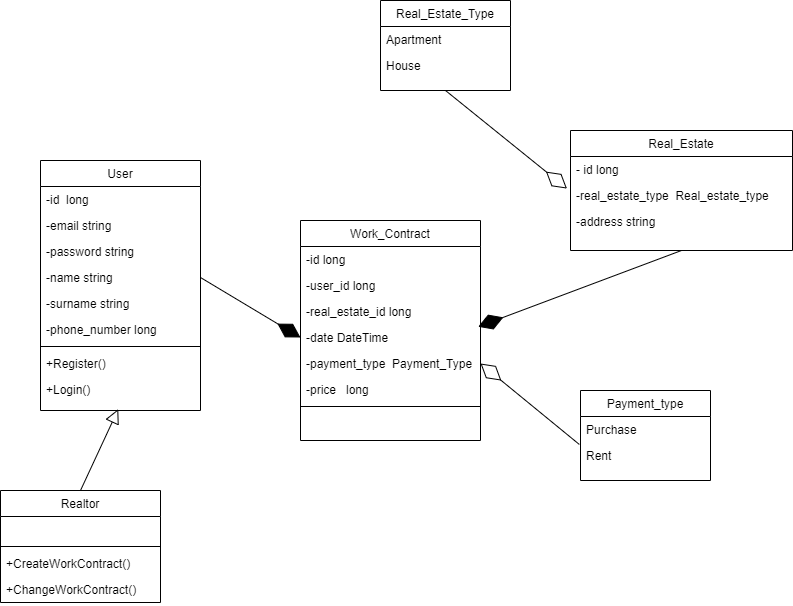 Real_Estate_Type
Apartment
House
Real_Estate
- id long
-real_estate_type  Real_estate_type
-address string
User
-id  long
-email string
-password string
-name string
-surname string
-phone_number long
+Register()
+Login()
Work_Contract
-id long
-user_id long
-real_estate_id long
-date DateTime
-payment_type  Payment_Type
-price   long
Payment_type
Purchase
Rent
Realtor
+CreateWorkContract()
+ChangeWorkContract()